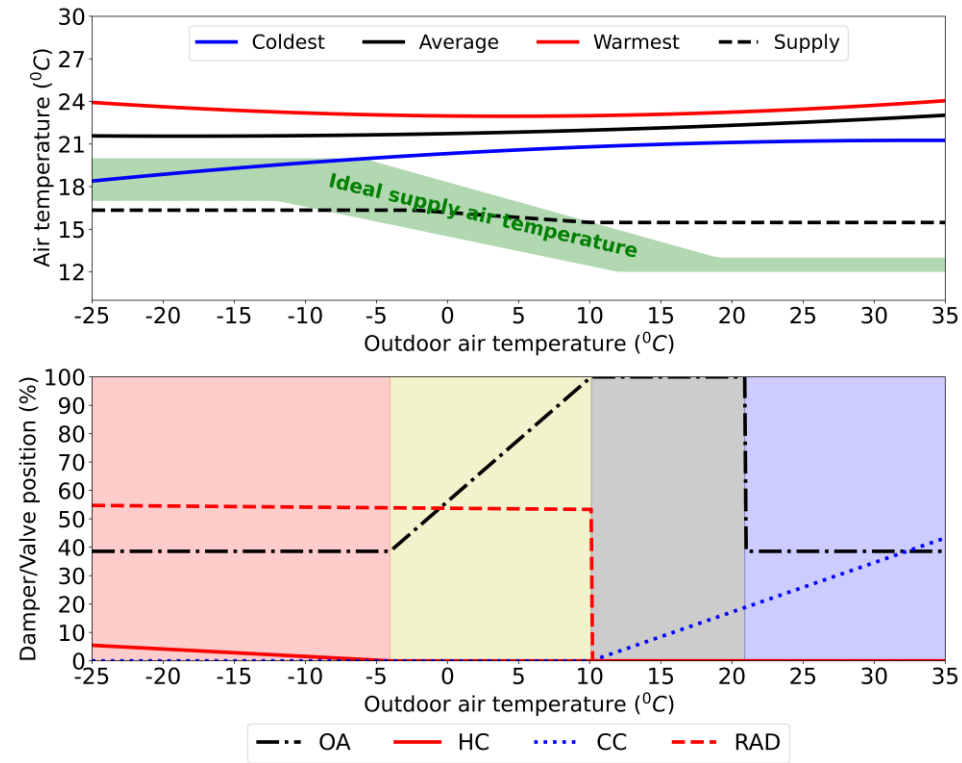 30
27
24
21
18
15
12
Air temperature (⁰C)
Coldest Average Warmest Supply
Ideal supply air temperature
-25 -20 -15 -10 -5 0 5 10 15 20 25 30 35
Outdoor air temperature (⁰C)
100
90
80
70
60
50
40
30
20
10
0
Damper/Valve position (%)
-25 -20 -15 -10 -5 0 5 10 15 20 25 30 35
Outdoor air temperature (⁰C)
OA HC CC RAD